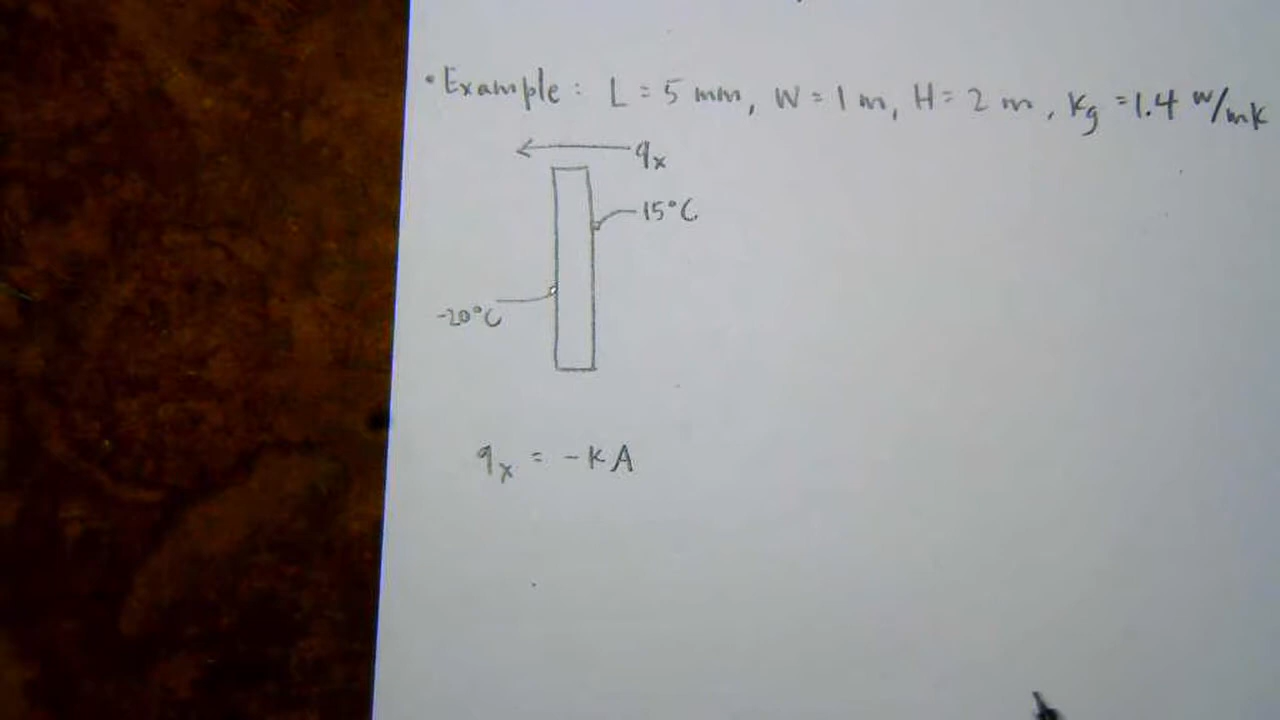 • Example: L = 5 mm, W = 1 m, H = 2 m, kg = 1.4 W/mK
qx
15°C
-20°C
qx = -KA